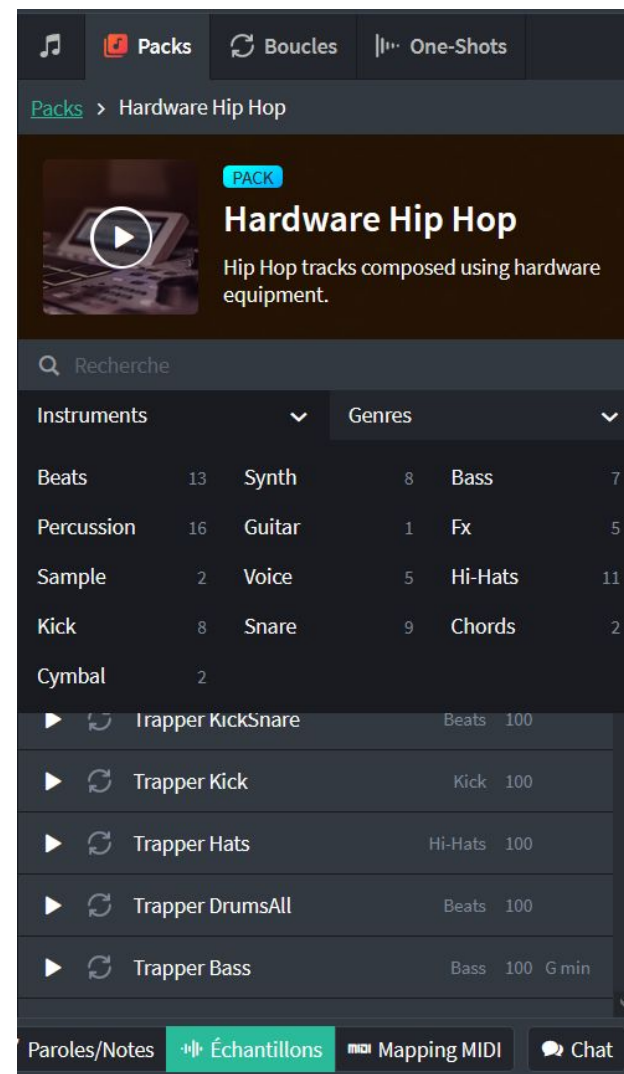 Packs Boucles One-Shots
Packs > Hardware Hip Hop
PACK
Hardware Hip Hop
Hip Hop tracks composed using hardware
equipment.
Recherche
Instruments Genres
Beats 13 Synth 8 Bass 7
Percussion 16 Guitar 1 Fx 5
Sample 2 Voice 5 Hi-Hats 11
Kick 8 Snare 9 Chords 2
Cymbal 2
Trapper KickSnare Beats 100
Trapper Kick Kick 100
Trapper Hats Hi-Hats 100
Trapper DrumsAll Beats 100
Trapper Bass Bass 100 G min
Paroles/Notes Échantillons MIDI Mapping MIDI Chat